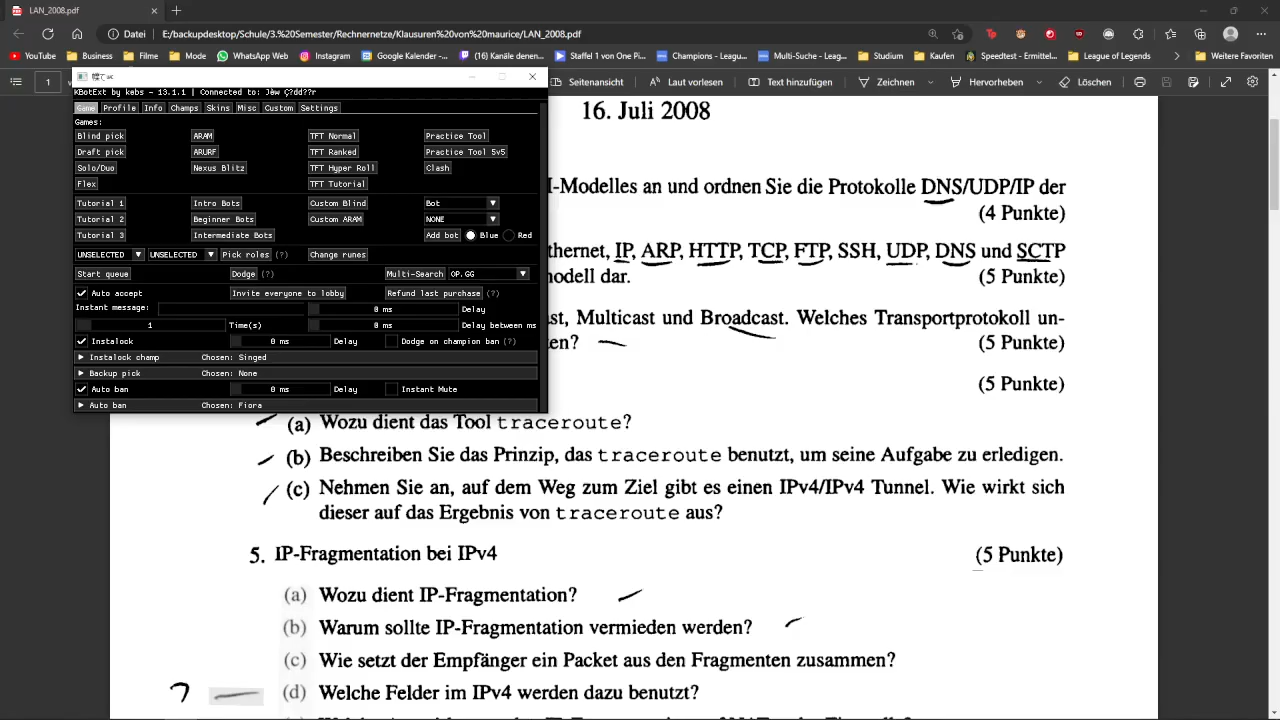 LAN_2008.pdf
Datei E:/backupdesktop/Schule/3.%20Semester/Rechnernetze/Klausuren%20von%20maurice/LAN_2008.pdf
YouTube Business Filme Mode WhatsApp Web Instagram Google Kalender -... (16) Kanäle denen... Staffel 1 von One Pi... Champions - Leagu... Multi-Suche - Leagu... Studium Kaufen Speedtest - Ermittel... League of Legends Weitere Favoriten
1 Seitenansicht Laut vorlesen Text hinzufügen Zeichnen Hervorheben Löschen
KBotExt by kebs - 13.1.1 | Connected to:
Game Profile Info Champs Skins Misc Custom Settings
Games:
Blind pick ARAM TFT Normal Practice Tool
Draft pick ARURF TFT Ranked Practice Tool 5v5
Solo/Duo Nexus Blitz TFT Hyper Roll Clash
Flex TFT Tutorial
Tutorial 1 Intro Bots Custom Blind Bot
Tutorial 2 Beginner Bots Custom ARAM NONE
Tutorial 3 Intermediate Bots Add bot Blue Red
UNSELECTED UNSELECTED Pick roles (?) Change runes
Start queue Dodge (?) Multi-Search OP.GG
Auto accept Invite everyone to lobby Refund last purchase (?)
Instant message: 0 ms Delay
1 Time(s) 0 ms Delay between ms
Instalock 0 ms Delay Dodge on champion ban (?)
Instalock champ Chosen: Singed
Backup pick Chosen: None
Auto ban 0 ms Delay Instant Mute
Auto ban Chosen: Fiora
16. Juli 2008
I-Modelles an und ordnen Sie die Protokolle DNS/UDP/IP der
(4 Punkte)
thernet, IP, ARP, HTTP, TCP, FTP, SSH, UDP, DNS und SCTP
modell dar. (5 Punkte)
st, Multicast und Broadcast. Welches Transportprotokoll un-
en? (5 Punkte)
(5 Punkte)
(a) Wozu dient das Tool traceroute?
(b) Beschreiben Sie das Prinzip, das traceroute benutzt, um seine Aufgabe zu erledigen.
(c) Nehmen Sie an, auf dem Weg zum Ziel gibt es einen IPv4/IPv4 Tunnel. Wie wirkt sich
dieser auf das Ergebnis von traceroute aus?
5. IP-Fragmentation bei IPv4 (5 Punkte)
(a) Wozu dient IP-Fragmentation?
(b) Warum sollte IP-Fragmentation vermieden werden?
(c) Wie setzt der Empfänger ein Packet aus den Fragmenten zusammen?
? (d) Welche Felder im IPv4 werden dazu benutzt?